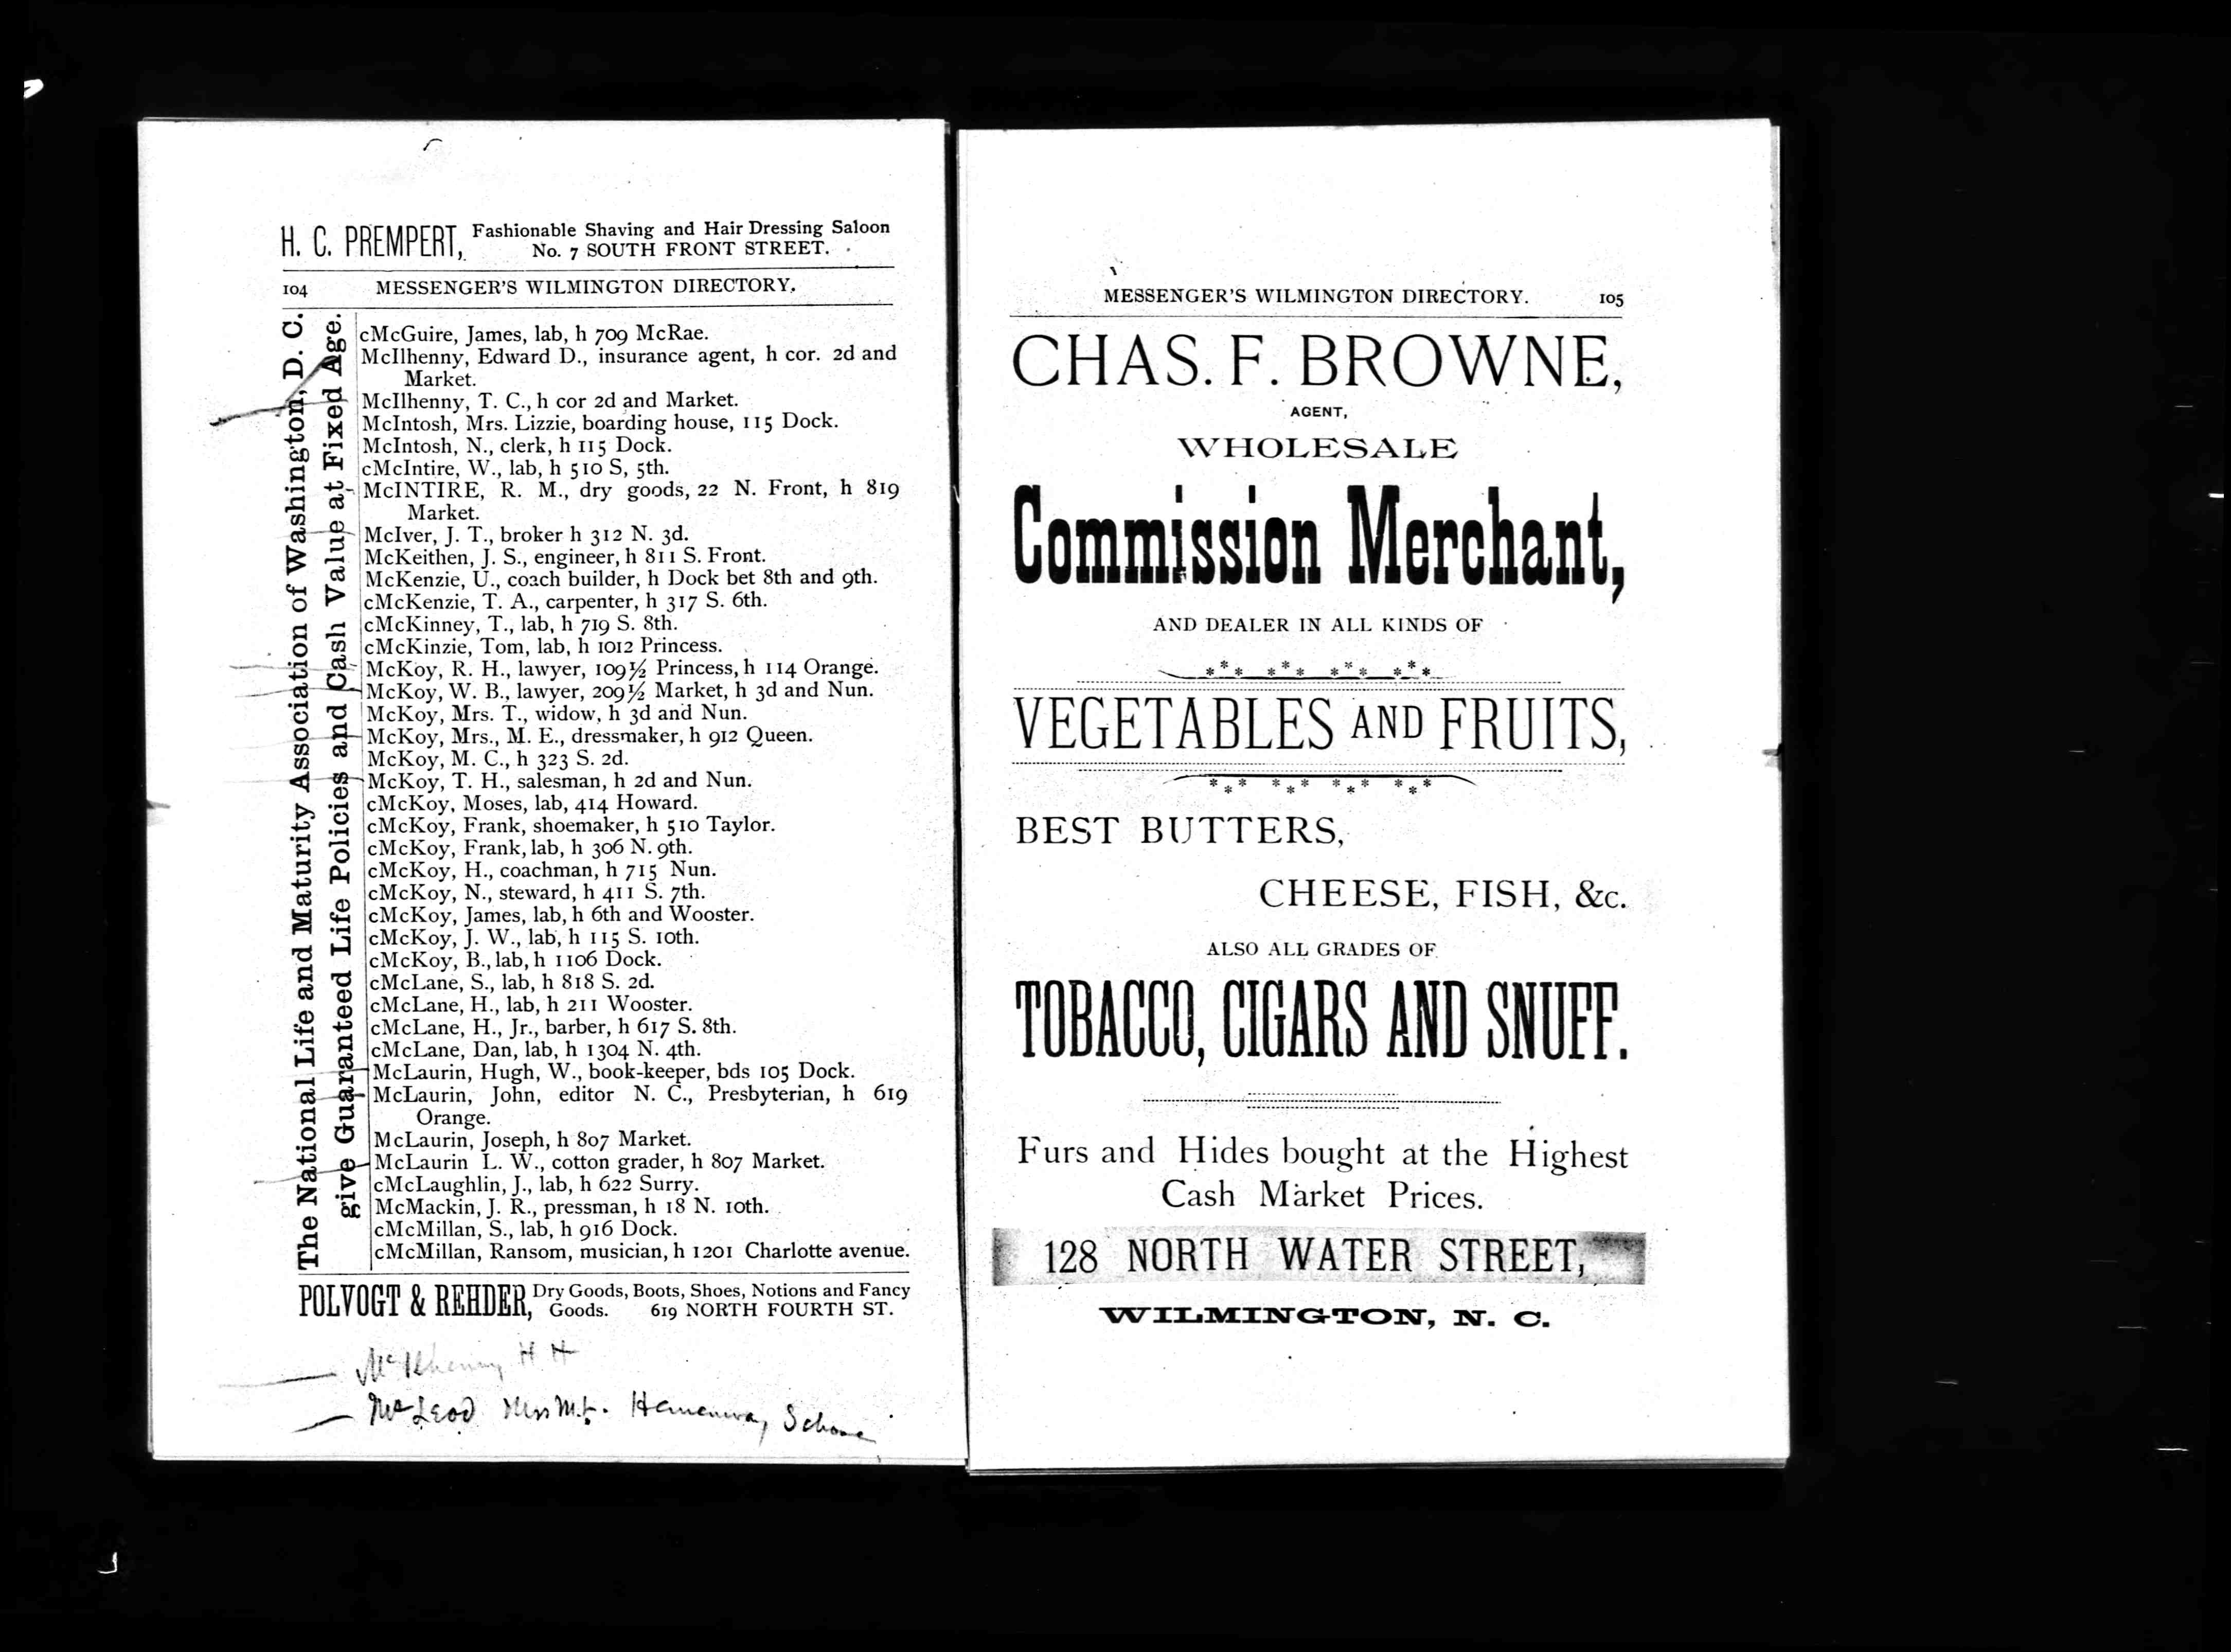 H. C. PREMPERT, Fashionable Shaving and Hair Dressing Saloon
No. 7 SOUTH FRONT STREET.
104 MESSENGER'S WILMINGTON DIRECTORY.
The National Life and Maturity Association of Washington, D. C.
give Guaranteed Life Policies and Cash Value at Fixed Age.
cMcGuire, James, lab, h 709 McRae.
McIlhenny, Edward D., insurance agent, h cor. 2d and
Market.
McIlhenny, T. C., h cor 2d and Market.
McIntosh, Mrs. Lizzie, boarding house, 115 Dock.
McIntosh, N., clerk, h 115 Dock.
cMcIntire, W., lab, h 510 S, 5th.
McINTIRE, R. M., dry goods, 22 N. Front, h 819
Market.
McIver, J. T., broker h 312 N. 3d.
McKeithen, J. S., engineer, h 811 S. Front.
McKenzie, U., coach builder, h Dock bet 8th and 9th.
cMcKenzie, T. A., carpenter, h 317 S. 6th.
cMcKinney, T., lab, h 719 S. 8th.
cMcKinzie, Tom, lab, h 1012 Princess.
McKoy, R. H., lawyer, 109½ Princess, h 114 Orange.
McKoy, W. B., lawyer, 209½ Market, h 3d and Nun.
McKoy, Mrs. T., widow, h 3d and Nun.
McKoy, Mrs., M. E., dressmaker, h 912 Queen.
McKoy, M. C., h 323 S. 2d.
McKoy, T. H., salesman, h 2d and Nun.
cMcKoy, Moses, lab, 414 Howard.
cMcKoy, Frank, shoemaker, h 510 Taylor.
cMcKoy, Frank, lab, h 306 N. 9th.
cMcKoy, H., coachman, h 715 Nun.
cMcKoy, N., steward, h 411 S. 7th.
cMcKoy, James, lab, h 6th and Wooster.
cMcKoy, J. W., lab, h 115 S. 10th.
cMcKoy, B., lab, h 1106 Dock.
cMcLane, S., lab, h 818 S. 2d.
cMcLane, H., lab, h 211 Wooster.
cMcLane, H., Jr., barber, h 617 S. 8th.
cMcLane, Dan, lab, h 1304 N. 4th.
McLaurin, Hugh, W., book-keeper, bds 105 Dock.
McLaurin, John, editor N. C., Presbyterian, h 619
Orange.
McLaurin, Joseph, h 807 Market.
McLaurin L. W., cotton grader, h 807 Market.
cMcLaughlin, J., lab, h 622 Surry.
McMackin, J. R., pressman, h 18 N. 10th.
cMcMillan, S., lab, h 916 Dock.
cMcMillan, Ransom, musician, h 1201 Charlotte avenue.
POLVOGT & REHDER, Dry Goods, Boots, Shoes, Notions and Fancy
Goods. 619 NORTH FOURTH ST.
McIlhenny H H
McLeod Hemenway School
MESSENGER'S WILMINGTON DIRECTORY. 105
CHAS. F. BROWNE,
AGENT,
WHOLESALE
Commission Merchant,
AND DEALER IN ALL KINDS OF
VEGETABLES AND FRUITS,
BEST BUTTERS,
CHEESE, FISH, &c.
ALSO ALL GRADES OF
TOBACCO, CIGARS AND SNUFF.
Furs and Hides bought at the Highest
Cash Market Prices.
128 NORTH WATER STREET,
WILMINGTON, N. C.